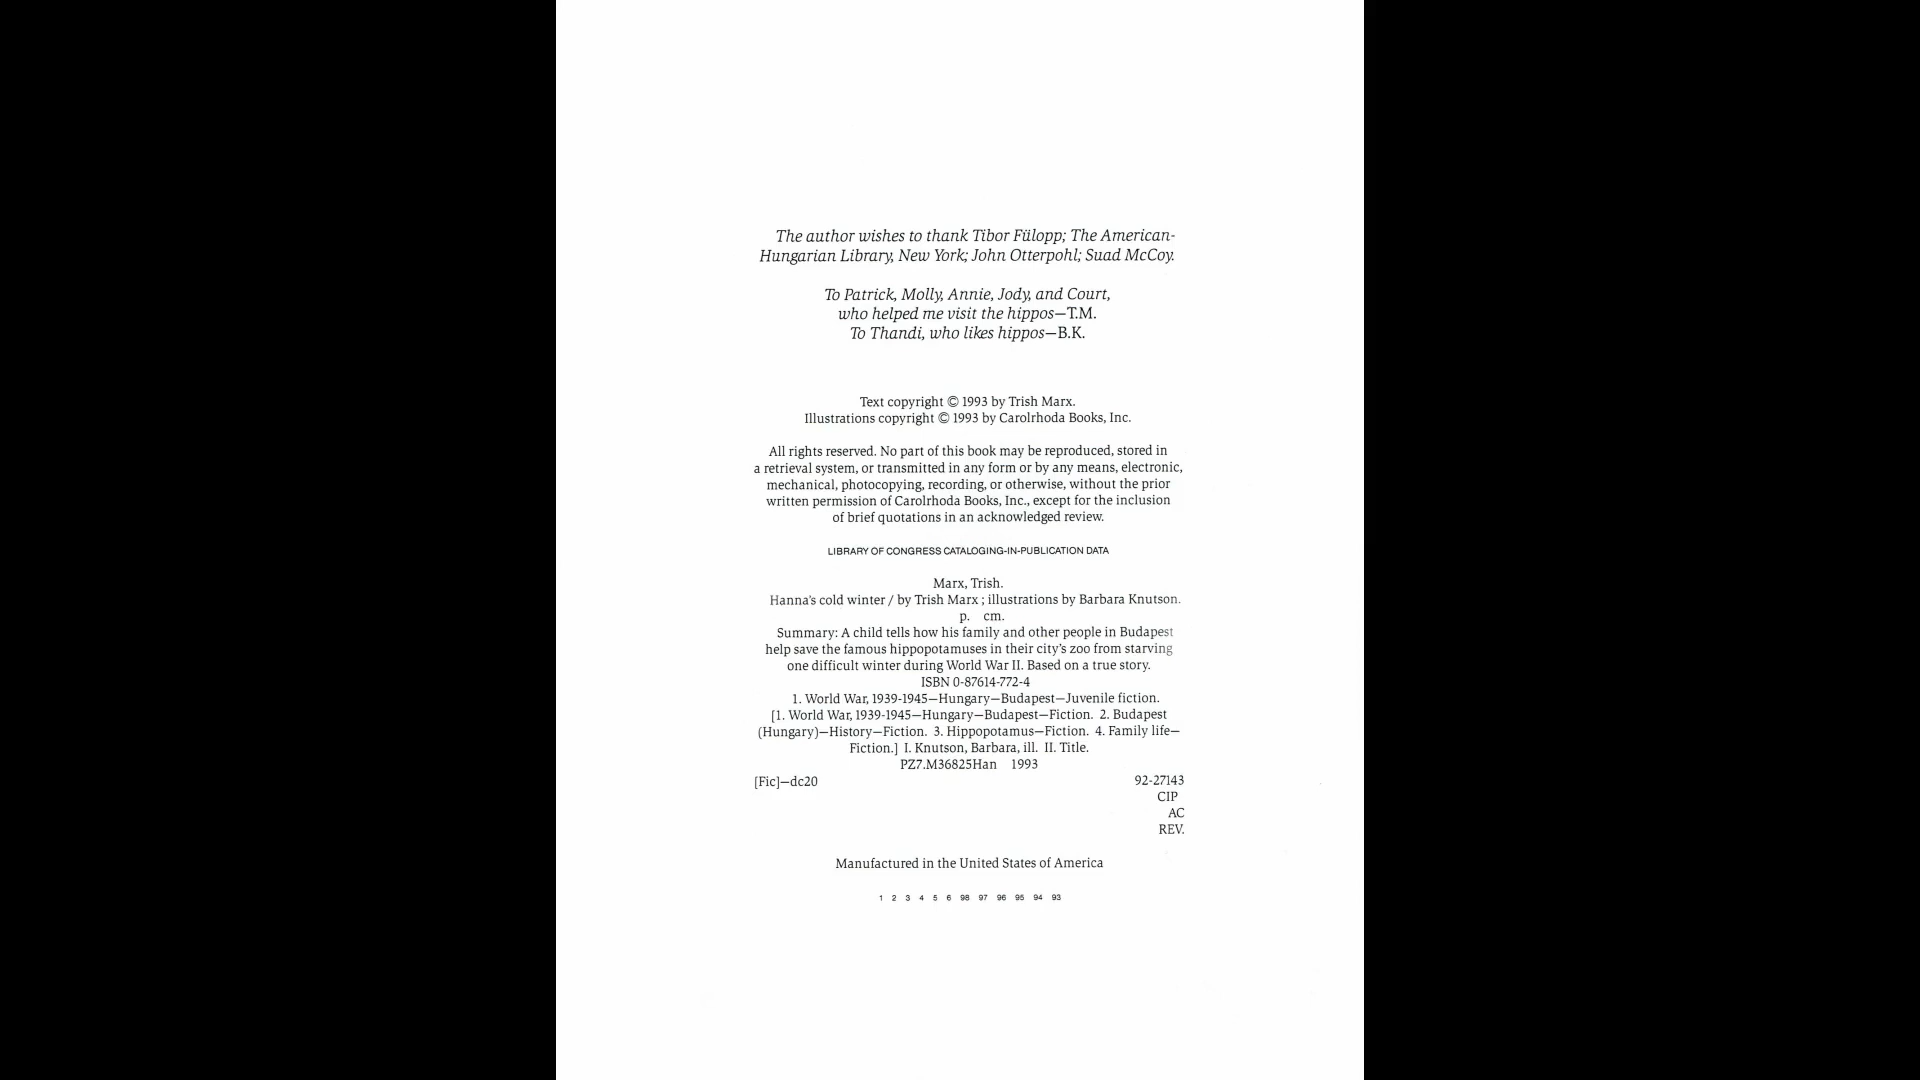 The author wishes to thank Tibor Fülopp; The American-
Hungarian Library, New York; John Otterpohl; Suad McCoy.
To Patrick, Molly, Annie, Jody, and Court,
who helped me visit the hippos—T.M.
To Thandi, who likes hippos—B.K.
Text copyright © 1993 by Trish Marx.
Illustrations copyright © 1993 by Carolrhoda Books, Inc.
All rights reserved. No part of this book may be reproduced, stored in
a retrieval system, or transmitted in any form or by any means, electronic,
mechanical, photocopying, recording, or otherwise, without the prior
written permission of Carolrhoda Books, Inc., except for the inclusion
of brief quotations in an acknowledged review.
LIBRARY OF CONGRESS CATALOGING-IN-PUBLICATION DATA
Marx, Trish.
Hanna's cold winter / by Trish Marx ; illustrations by Barbara Knutson.
p. cm.
Summary: A child tells how his family and other people in Budapest
help save the famous hippopotamuses in their city's zoo from starving
one difficult winter during World War II. Based on a true story.
ISBN 0-87614-772-4
1. World War, 1939-1945—Hungary—Budapest—Juvenile fiction.
[1. World War, 1939-1945—Hungary—Budapest—Fiction. 2. Budapest
(Hungary)—History—Fiction. 3. Hippopotamus—Fiction. 4. Family life—
Fiction.] I. Knutson, Barbara, ill. II. Title.
PZ7.M36825Han 1993
[Fic]—dc20 92-27143
CIP
AC
REV.
Manufactured in the United States of America
1 2 3 4 5 6 98 97 96 95 94 93